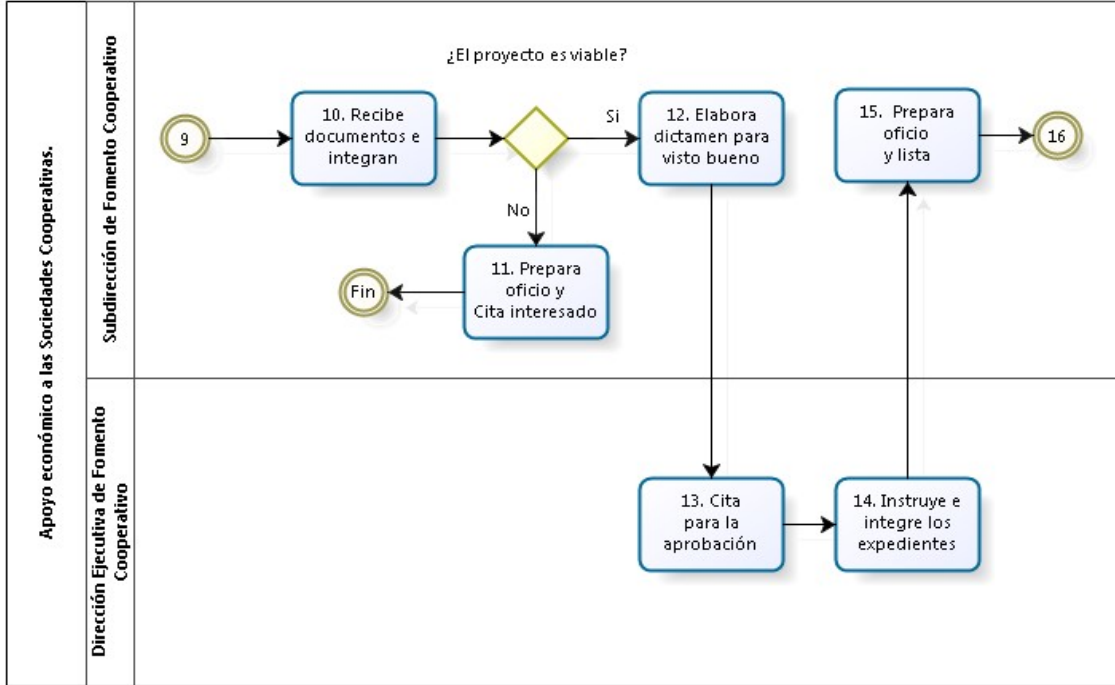 Apoyo económico a las Sociedades Cooperativas.
Subdirección de Fomento Cooperativo
¿El proyecto es viable?
9
10. Recibe
documentos e
integran
Si
12. Elabora
dictamen para
visto bueno
15. Prepara
oficio
y lista
16
No
Fin
11. Prepara
oficio y
Cita interesado
Dirección Ejecutiva de Fomento
Cooperativo
13. Cita
para la
aprobación
14. Instruye e
integre los
expedientes